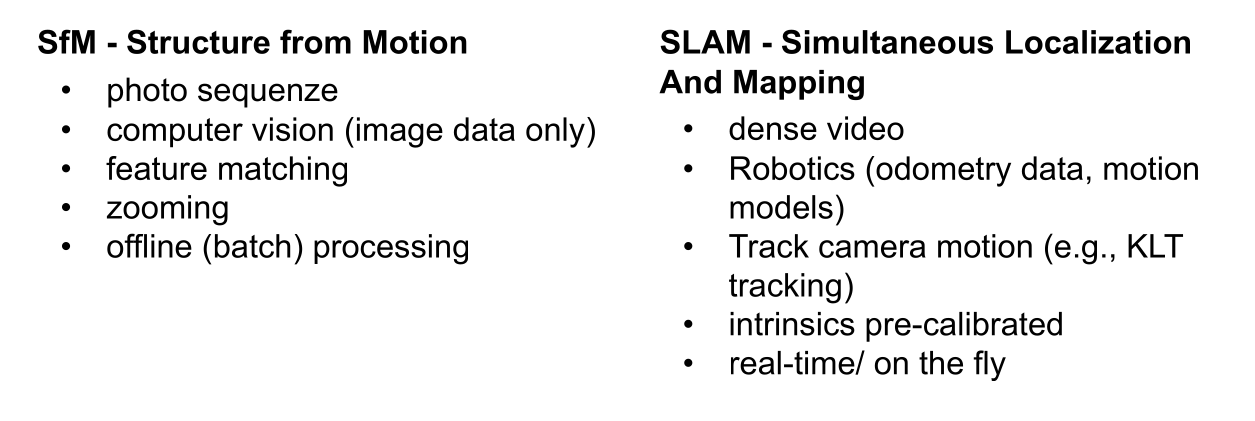 SfM - Structure from Motion
• photo sequenze
• computer vision (image data only)
• feature matching
• zooming
• offline (batch) processing
SLAM - Simultaneous Localization
And Mapping
• dense video
• Robotics (odometry data, motion
models)
• Track camera motion (e.g., KLT
tracking)
• intrinsics pre-calibrated
• real-time/ on the fly